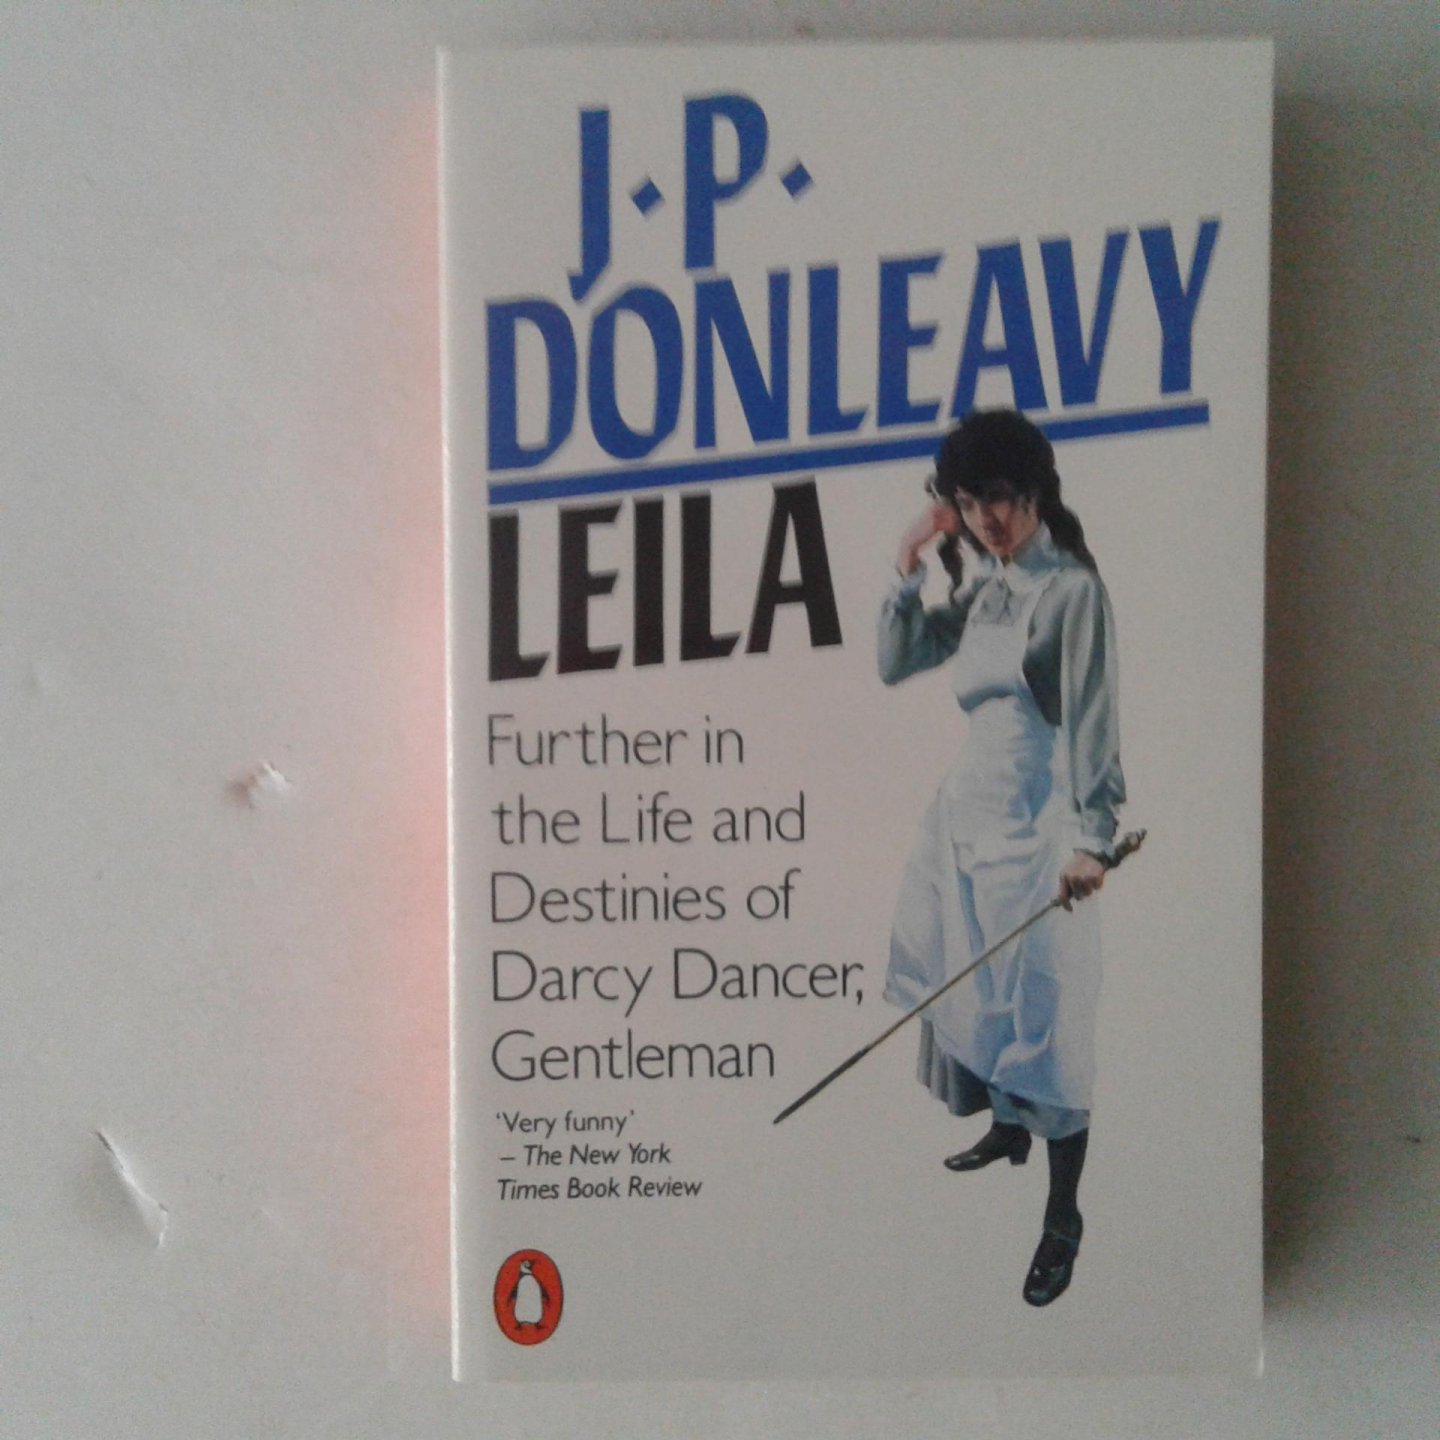 J.P.
DONLEAVY
LEILA
Further in
the Life and
Destinies of
Darcy Dancer,
Gentleman
‘Very funny’
– The New York
Times Book Review